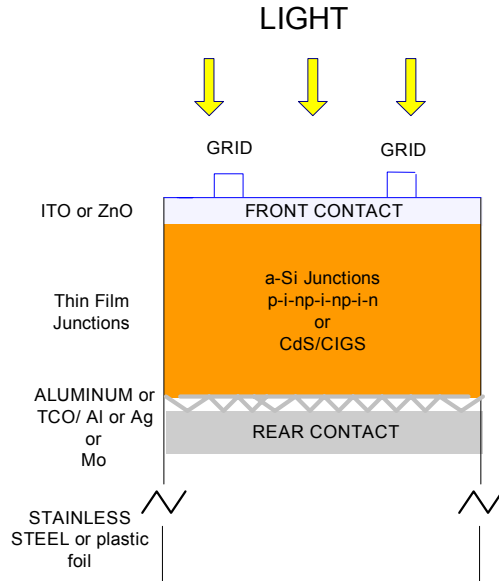 LIGHT
GRID
GRID
ITO or ZnO
FRONT CONTACT
a-Si Junctions
p-i-np-i-np-i-n
or
CdS/CIGS
Thin Film
Junctions
ALUMINUM or
TCO/ Al or Ag
or
Mo
REAR CONTACT
STAINLESS
STEEL or plastic
foil